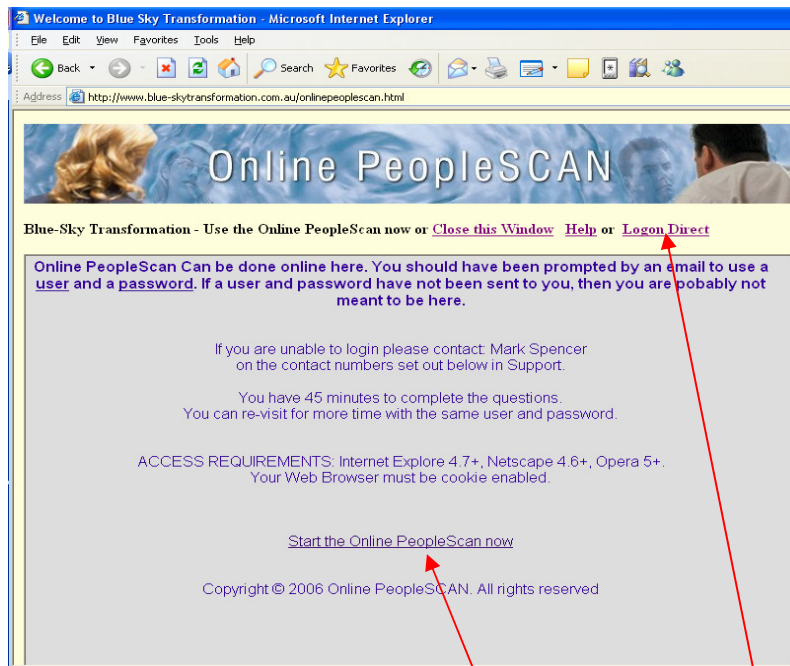 Welcome to Blue Sky Transformation - Microsoft Internet Explorer
File Edit View Favorites Tools Help
Back Search Favorites
Address http://www.blue-skytransformation.com.au/onlinepeoplescan.html
Online PeopleSCAN
Blue-Sky Transformation - Use the Online PeopleScan now or Close this Window Help or Logon Direct
Online PeopleScan Can be done online here. You should have been prompted by an email to use a
user and a password. If a user and password have not been sent to you, then you are pobably not
meant to be here.
If you are unable to login please contact: Mark Spencer
on the contact numbers set out below in Support.
You have 45 minutes to complete the questions.
You can re-visit for more time with the same user and password.
ACCESS REQUIREMENTS: Internet Explore 4.7+, Netscape 4.6+, Opera 5+.
Your Web Browser must be cookie enabled.
Start the Online PeopleScan now
Copyright © 2006 Online PeopleSCAN. All rights reserved